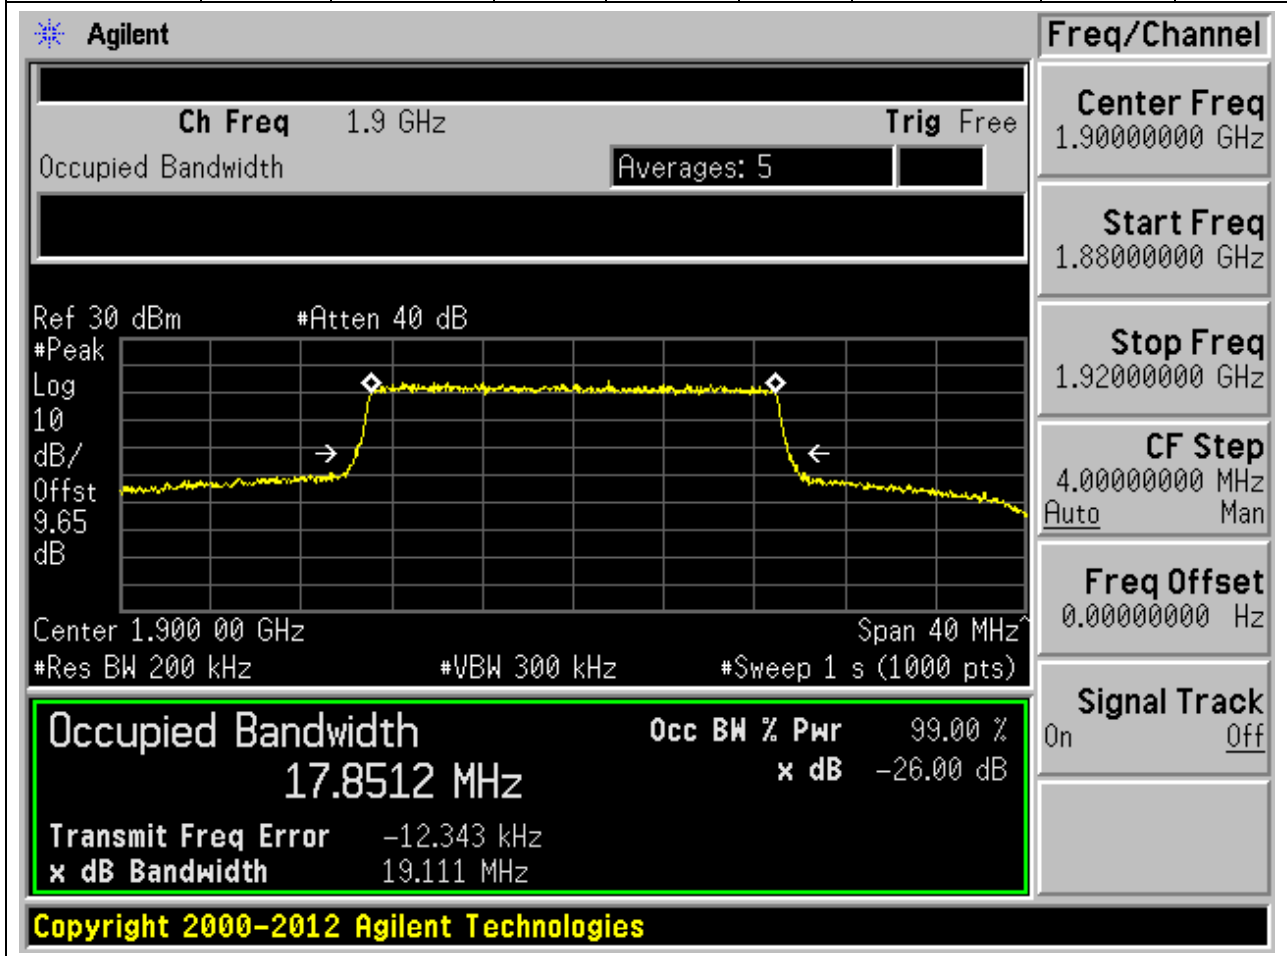 Agilent
Freq/Channel
Ch Freq 1.9 GHz Trig Free
Occupied Bandwidth Averages: 5
Center Freq
1.90000000 GHz
Start Freq
1.88000000 GHz
Ref 30 dBm #Atten 40 dB
#Peak
Log
10
dB/
Offst
9.65
dB
Stop Freq
1.92000000 GHz
CF Step
4.00000000 MHz
Auto Man
Freq Offset
0.00000000 Hz
Center 1.900 00 GHz Span 40 MHz^
#Res BW 200 kHz #VBW 300 kHz #Sweep 1 s (1000 pts)
Signal Track
On Off
Occupied Bandwidth Occ BW % Pwr 99.00 %
17.8512 MHz x dB -26.00 dB
Transmit Freq Error -12.343 kHz
x dB Bandwidth 19.111 MHz
Copyright 2000-2012 Agilent Technologies